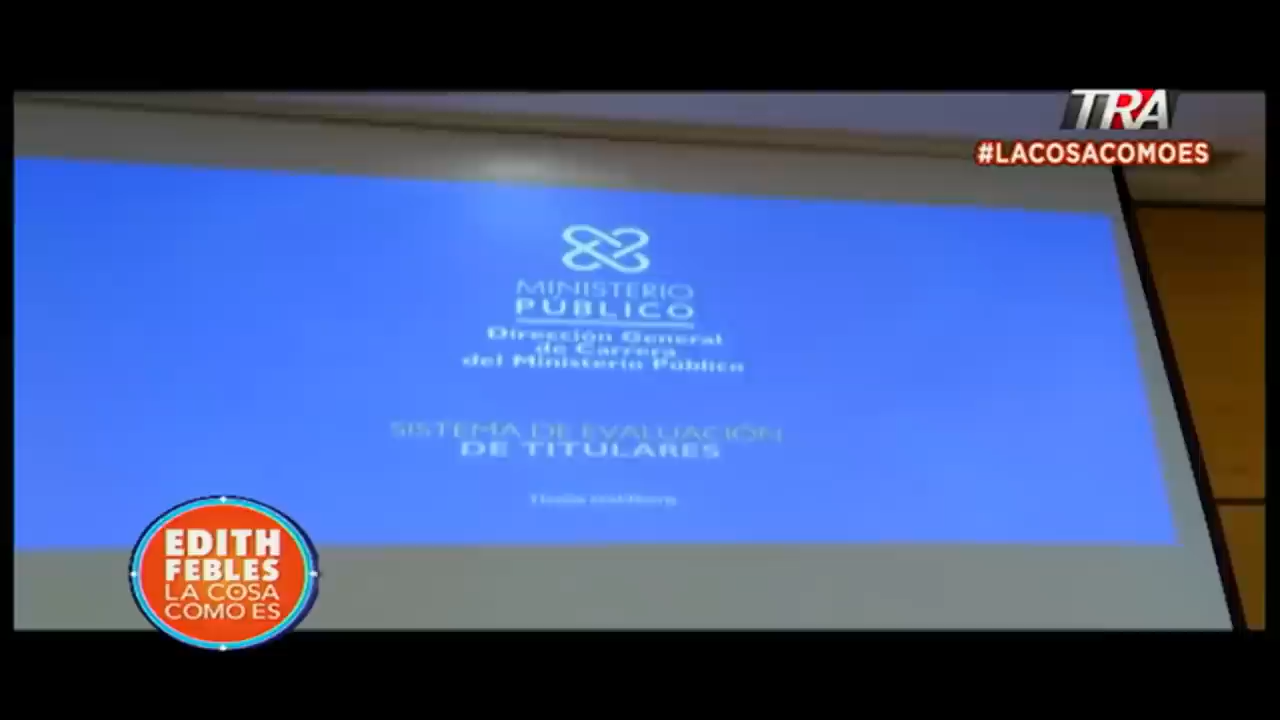 TRA
#LACOSACOMOES
MINISTERIO
PÚBLICO
Dirección General
de Carrera
del Ministerio Público
SISTEMA DE EVALUACIÓN
DE TITULARES
EDITH
FEBLES
LA COSA
COMO ES